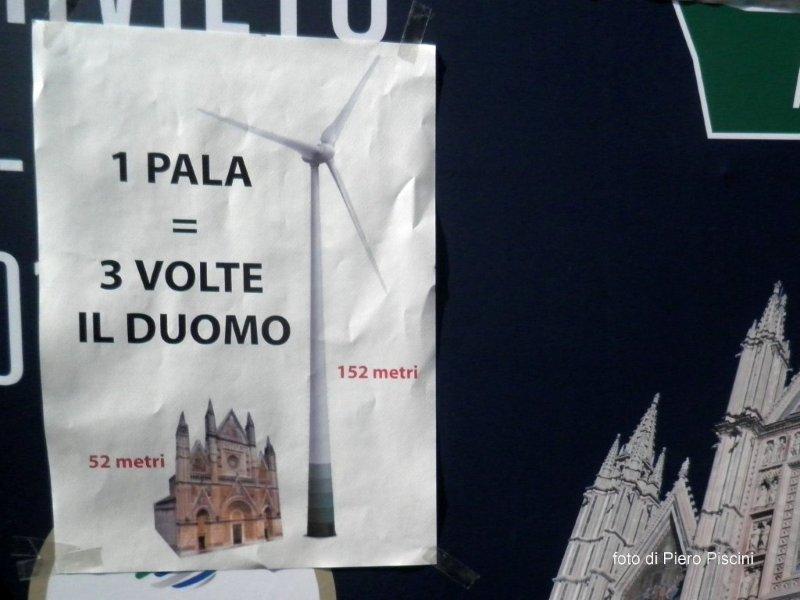 1 PALA
=
3 VOLTE
IL DUOMO
152 metri
52 metri
foto di Piero Piscini